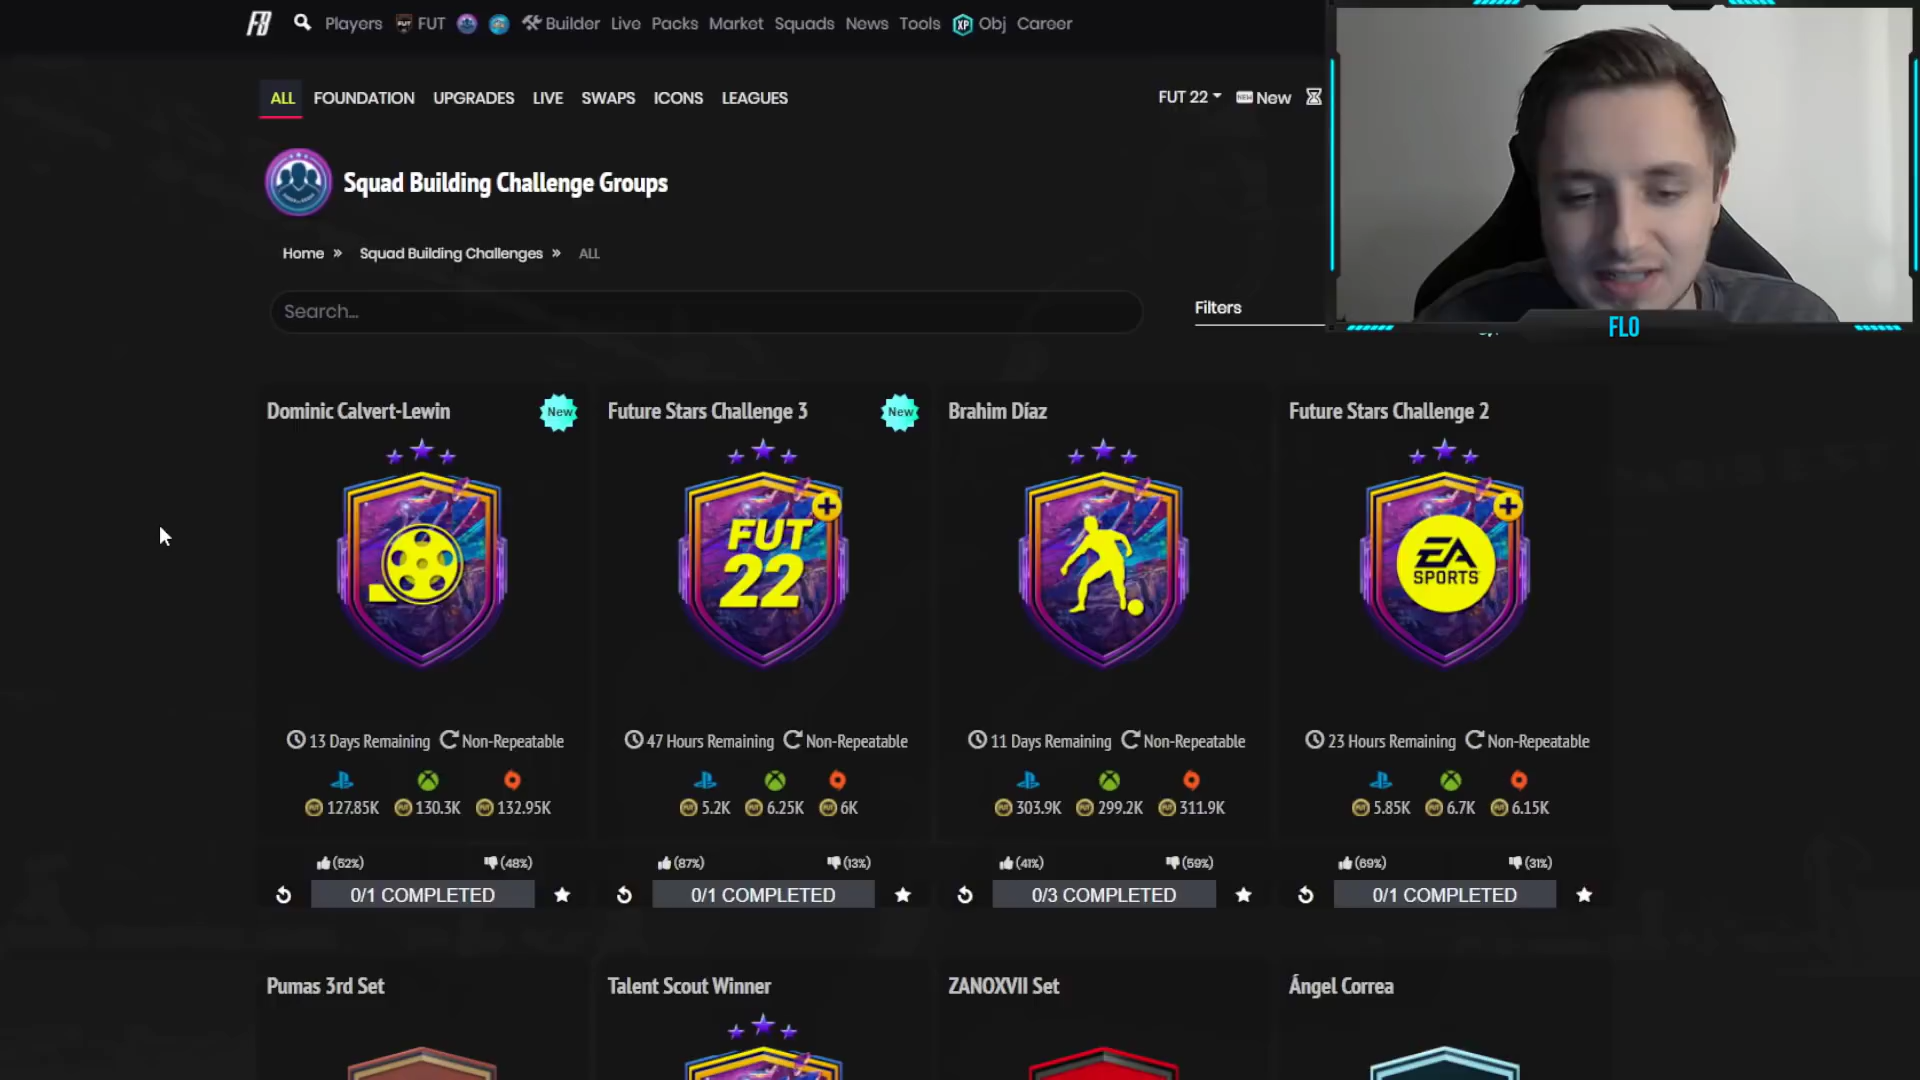 Players FUT Builder Live Packs Market Squads News Tools XP Obj Career
ALL FOUNDATION UPGRADES LIVE SWAPS ICONS LEAGUES
FUT 22 NEW New
Squad Building Challenge Groups
Home » Squad Building Challenges » ALL
Search...
Filters
FLO
Dominic Calvert-Lewin New
Future Stars Challenge 3 New
Brahim Díaz
Future Stars Challenge 2
FUT
22
EA
SPORTS
13 Days Remaining Non-Repeatable
47 Hours Remaining Non-Repeatable
11 Days Remaining Non-Repeatable
23 Hours Remaining Non-Repeatable
127.85K 130.3K 132.95K
5.2K 6.25K 6K
303.9K 299.2K 311.9K
5.85K 6.7K 6.15K
(52%) (48%)
(87%) (13%)
(41%) (59%)
(69%) (31%)
0/1 COMPLETED
0/1 COMPLETED
0/3 COMPLETED
0/1 COMPLETED
Pumas 3rd Set
Talent Scout Winner
ZANOXVII Set
Ángel Correa